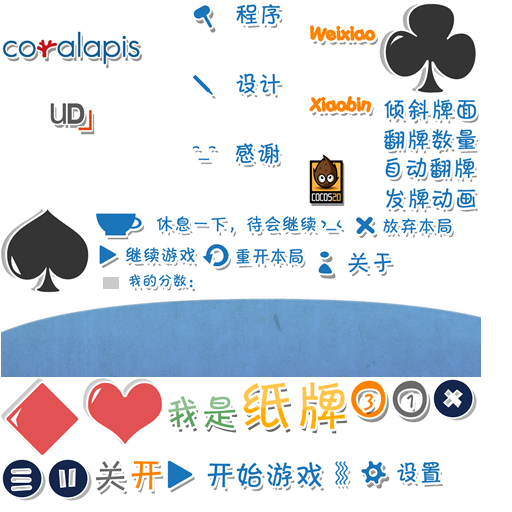 程序
Weixiao
coralapis
设计
Xiaobin
倾斜牌面
UD
翻牌数量
感谢
自动翻牌
COCOS2D
发牌动画
休息一下，待会继续^_^
放弃本局
继续游戏
重开本局
关于
我的分数：
我是纸牌
3
1
关开
开始游戏
设置